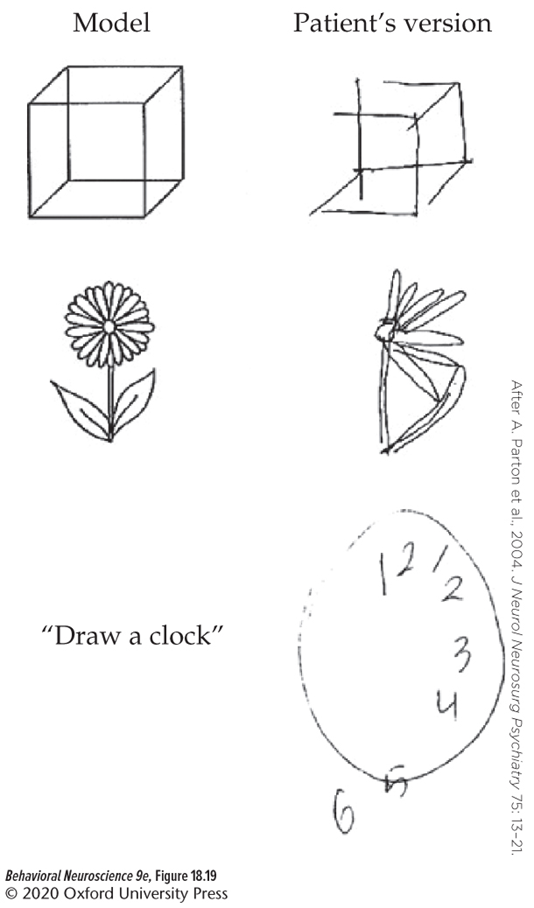 Model
Patient’s version
“Draw a clock”
12 1
2
3
4
5
6
After A. Parton et al., 2004. J Neurol Neurosurg Psychiatry 75: 13–21.
Behavioral Neuroscience 9e, Figure 18.19
© 2020 Oxford University Press